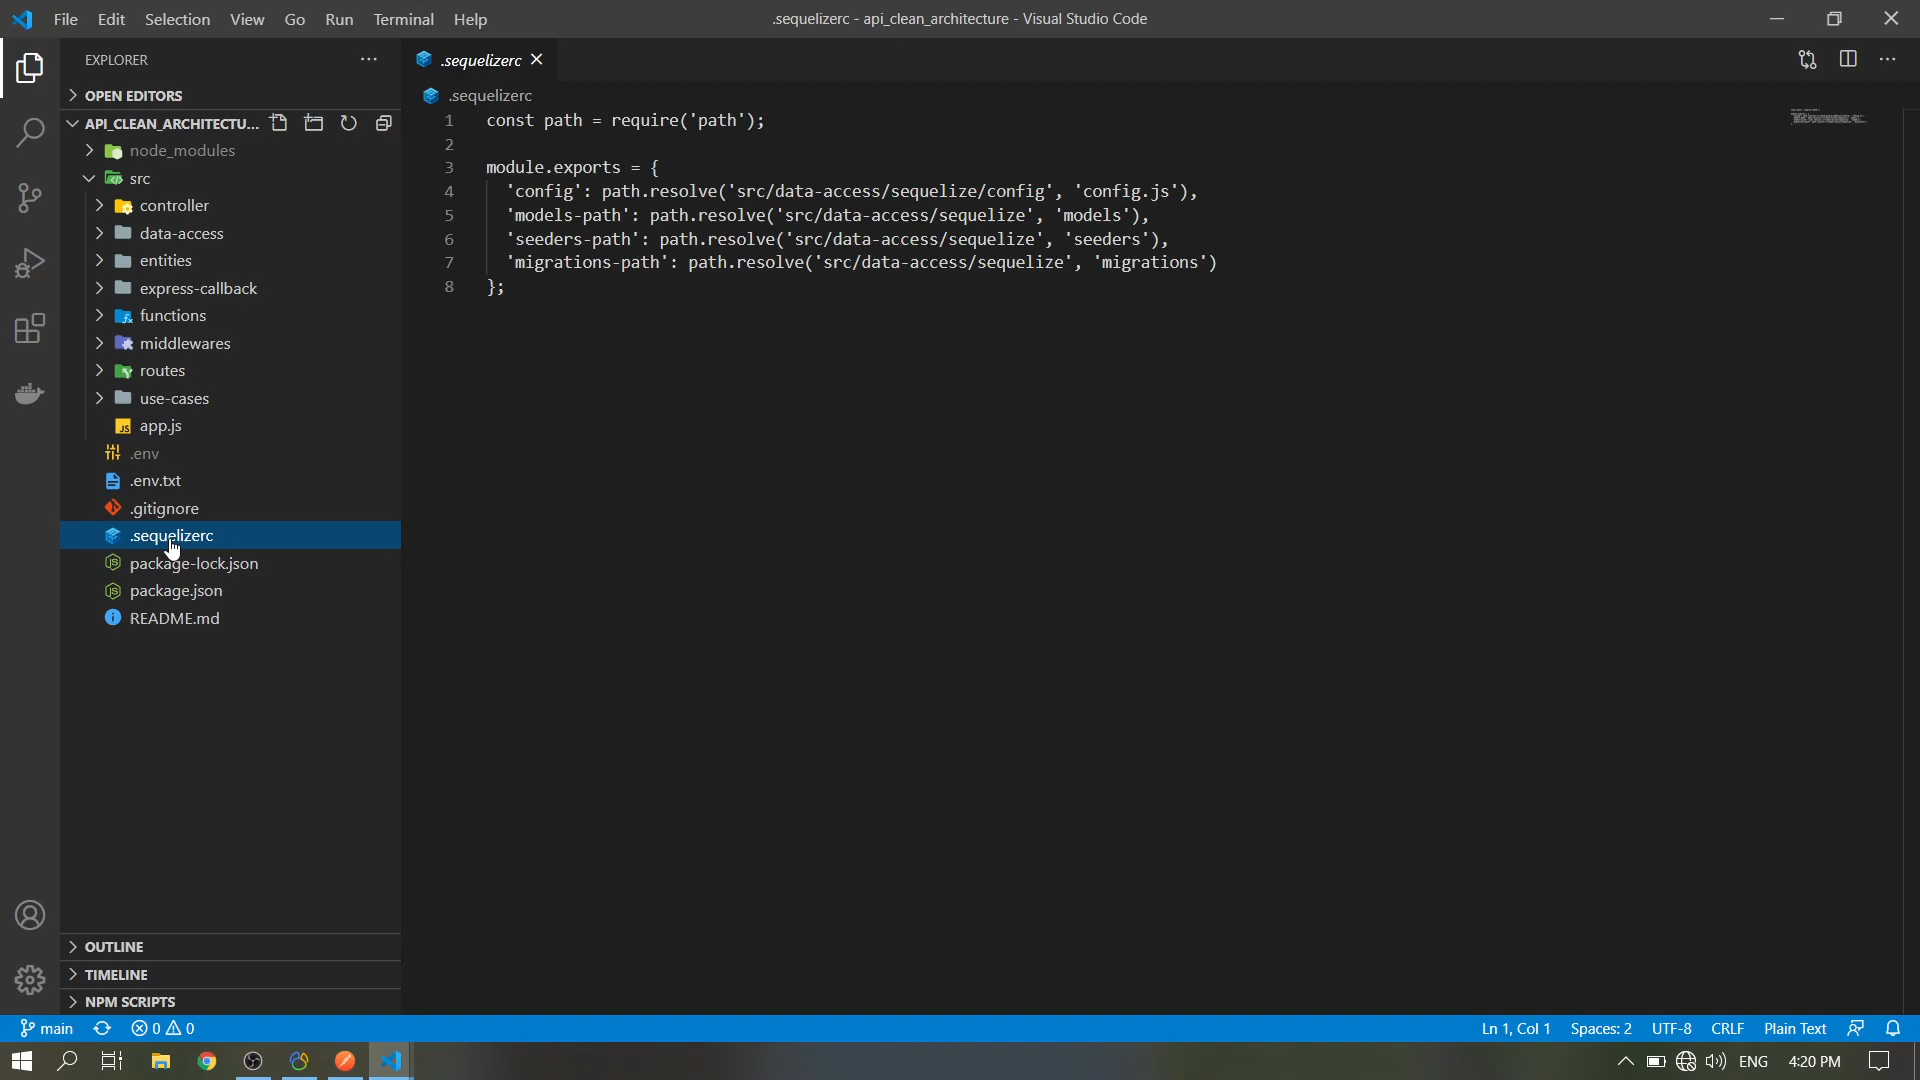 File Edit Selection View Go Run Terminal Help
.sequelizerc - api_clean_architecture - Visual Studio Code
EXPLORER
OPEN EDITORS
API_CLEAN_ARCHITECTU...
node_modules
src
controller
data-access
entities
express-callback
functions
middlewares
routes
use-cases
JS app.js
.env
.env.txt
.gitignore
.sequelizerc
package-lock.json
package.json
README.md
OUTLINE
TIMELINE
NPM SCRIPTS
.sequelizerc
.sequelizerc
1 const path = require('path');
2
3 module.exports = {
4 'config': path.resolve('src/data-access/sequelize/config', 'config.js'),
5 'models-path': path.resolve('src/data-access/sequelize', 'models'),
6 'seeders-path': path.resolve('src/data-access/sequelize', 'seeders'),
7 'migrations-path': path.resolve('src/data-access/sequelize', 'migrations')
8 };
main 0 0 Ln 1, Col 1 Spaces: 2 UTF-8 CRLF Plain Text
ENG 4:20 PM